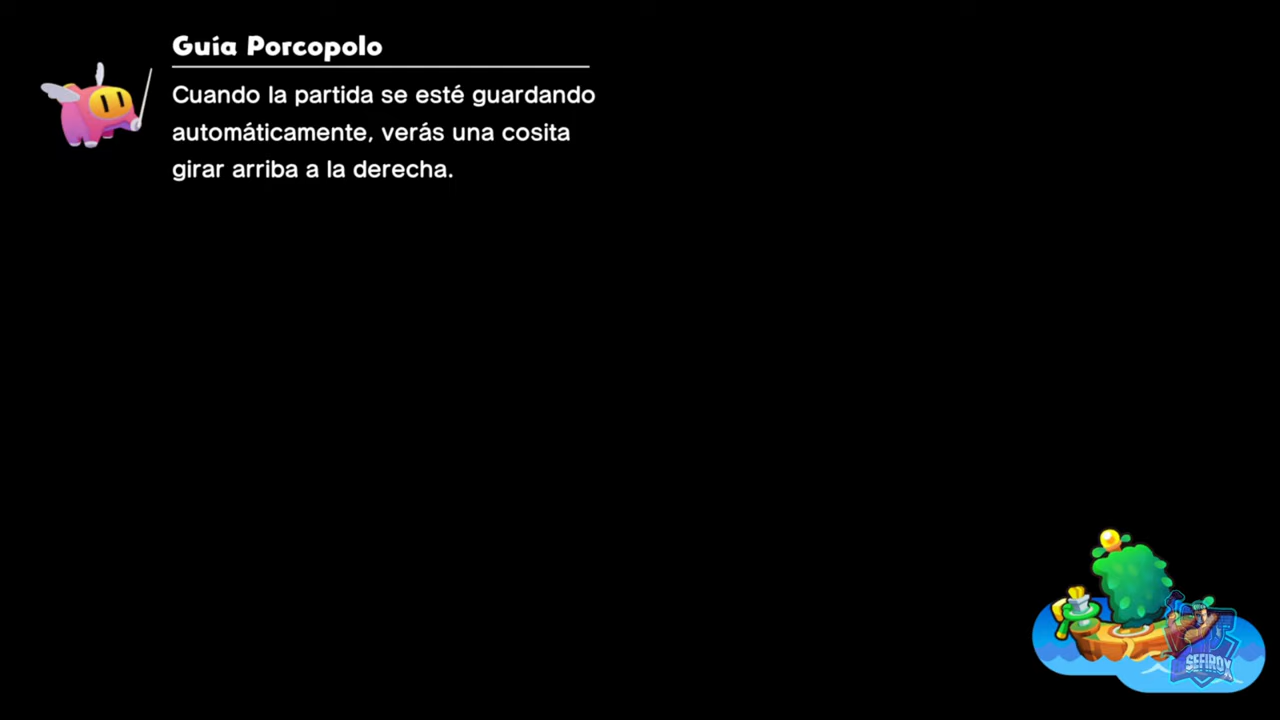 Guía Porcopolo
Cuando la partida se esté guardando
automáticamente, verás una cosita
girar arriba a la derecha.
SEFIROX